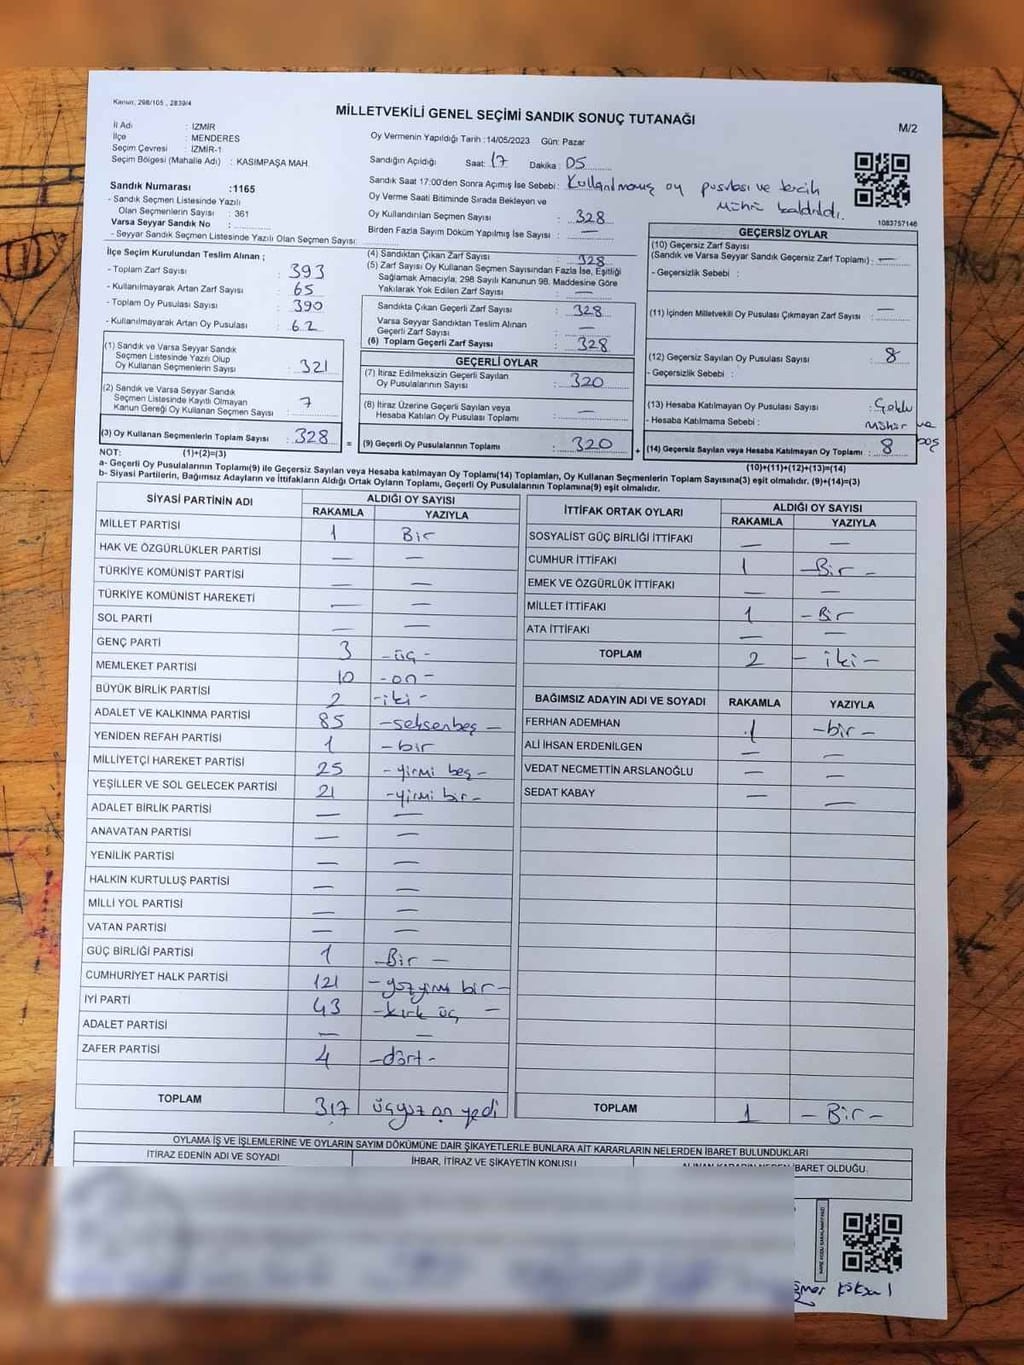 Kanun, 298/105 , 2839/4
MİLLETVEKİLİ GENEL SEÇİMİ SANDIK SONUÇ TUTANAĞI
M/2
İl Adı : İZMİR
İlçe : MENDERES
Seçim Çevresi : İZMİR-1
Seçim Bölgesi (Mahalle Adı) : KASIMPAŞA MAH.
Oy Vermenin Yapıldığı Tarih :14/05/2023 Gün: Pazar
Sandığın Açıldığı Saat: 17 Dakika : 05
Sandık Saat 17:00'den Sonra Açılmış İse Sebebi : Kullanılmamış oy pusulası ve tercih
mührü kaldırıldı.
Sandık Numarası :1165
- Sandık Seçmen Listesinde Yazılı
Olan Seçmenlerin Sayısı : 361
Varsa Seyyar Sandık No :
- Seyyar Sandık Seçmen Listesinde Yazılı Olan Seçmen Sayısı:
Oy Verme Saati Bitiminde Sırada Bekleyen ve
Oy Kullandırılan Seçmen Sayısı : 328
Birden Fazla Sayım Döküm Yapılmış İse Sayısı : —
1083757146
İlçe Seçim Kurulundan Teslim Alınan ;
- Toplam Zarf Sayısı : 393
- Kullanılmayarak Artan Zarf Sayısı : 65
- Toplam Oy Pusulası Sayısı : 390
- Kullanılmayarak Artan Oy Pusulası : 62
(1) Sandık ve Varsa Seyyar Sandık
Seçmen Listesinde Yazılı Olup
Oy Kullanan Seçmenlerin Sayısı : 321
(2) Sandık ve Varsa Seyyar Sandık
Seçmen Listesinde Kayıtlı Olmayan
Kanun Gereği Oy Kullanan Seçmen Sayısı : 7
(3) Oy Kullanan Seçmenlerin Toplam Sayısı : 328 =
(4) Sandıktan Çıkan Zarf Sayısı : 328
(5) Zarf Sayısı Oy Kullanan Seçmen Sayısından Fazla İse, Eşitliği
Sağlamak Amacıyla; 298 Sayılı Kanunun 98. Maddesine Göre
Yakılarak Yok Edilen Zarf Sayısı : —
Sandıkta Çıkan Geçerli Zarf Sayısı : 328
Varsa Seyyar Sandıktan Teslim Alınan
Geçerli Zarf Sayısı : —
(6) Toplam Geçerli Zarf Sayısı : 328
GEÇERLİ OYLAR
(7) İtiraz Edilmeksizin Geçerli Sayılan
Oy Pusulalarının Sayısı : 320
(8) İtiraz Üzerine Geçerli Sayılan veya
Hesaba Katılan Oy Pusulası Toplamı : —
(9) Geçerli Oy Pusulalarının Toplamı : 320 +
GEÇERSİZ OYLAR
(10) Geçersiz Zarf Sayısı
(Sandık ve Varsa Seyyar Sandık Geçersiz Zarf Toplamı) : —
- Geçersizlik Sebebi :
(11) İçinden Milletvekili Oy Pusulası Çıkmayan Zarf Sayısı : —
(12) Geçersiz Sayılan Oy Pusulası Sayısı : 8
- Geçersizlik Sebebi :
(13) Hesaba Katılmayan Oy Pusulası Sayısı : Çoklu
- Hesaba Katılmama Sebebi : mühür ve
boş
(14) Geçersiz Sayılan veya Hesaba Katılmayan Oy Toplamı : 8
NOT: (1)+(2)=(3)
(10)+(11)+(12)+(13)=(14)
a- Geçerli Oy Pusulalarının Toplamı(9) ile Geçersiz Sayılan veya Hesaba katılmayan Oy Toplamı(14) Toplamları, Oy Kullanan Seçmenlerin Toplam Sayısına(3) eşit olmalıdır. (9)+(14)=(3)
b- Siyasi Partilerin, Bağımsız Adayların ve İttifakların Aldığı Ortak Oyların Toplamı, Geçerli Oy Pusulalarının Toplamına(9) eşit olmalıdır.
SİYASİ PARTİNİN ADI ALDIĞI OY SAYISI
RAKAMLA YAZIYLA
MİLLET PARTİSİ 1 Bir
HAK VE ÖZGÜRLÜKLER PARTİSİ — —
TÜRKİYE KOMÜNİST PARTİSİ — —
TÜRKİYE KOMÜNİST HAREKETİ — —
SOL PARTİ — —
GENÇ PARTİ 3 -üç-
MEMLEKET PARTİSİ 10 -on-
BÜYÜK BİRLİK PARTİSİ 2 -iki-
ADALET VE KALKINMA PARTİSİ 85 -seksenbeş-
YENİDEN REFAH PARTİSİ 1 -bir
MİLLİYETÇİ HAREKET PARTİSİ 25 -yirmi beş-
YEŞİLLER VE SOL GELECEK PARTİSİ 21 -yirmi bir-
ADALET BİRLİK PARTİSİ — —
ANAVATAN PARTİSİ — —
YENİLİK PARTİSİ — —
HALKIN KURTULUŞ PARTİSİ — —
MİLLİ YOL PARTİSİ — —
VATAN PARTİSİ — —
GÜÇ BİRLİĞİ PARTİSİ 1 -Bir-
CUMHURİYET HALK PARTİSİ 121 -yüzyirmi bir-
İYİ PARTİ 43 -kırk üç-
ADALET PARTİSİ — —
ZAFER PARTİSİ 4 -dört-
TOPLAM 317 üçyüz on yedi
İTTİFAK ORTAK OYLARI ALDIĞI OY SAYISI
RAKAMLA YAZIYLA
SOSYALİST GÜÇ BİRLİĞİ İTTİFAKI — —
CUMHUR İTTİFAKI 1 -Bir-
EMEK VE ÖZGÜRLÜK İTTİFAKI — —
MİLLET İTTİFAKI 1 -Bir
ATA İTTİFAKI — —
TOPLAM 2 -iki-
BAĞIMSIZ ADAYIN ADI VE SOYADI RAKAMLA YAZIYLA
FERHAN ADEMHAN 1 -bir-
ALİ İHSAN ERDENİLGEN — —
VEDAT NECMETTİN ARSLANOĞLU — —
SEDAT KABAY — —
TOPLAM 1 -Bir-
OYLAMA İŞ VE İŞLEMLERİNE VE OYLARIN SAYIM DÖKÜMÜNE DAİR ŞİKAYETLERLE BUNLARA AİT KARARLARIN NELERDEN İBARET BULUNDUKLARI
İTİRAZ EDENİN ADI VE SOYADI İHBAR, İTİRAZ VE ŞİKAYETİN KONUSU ALINAN KARARIN NEDEN İBARET OLDUĞU